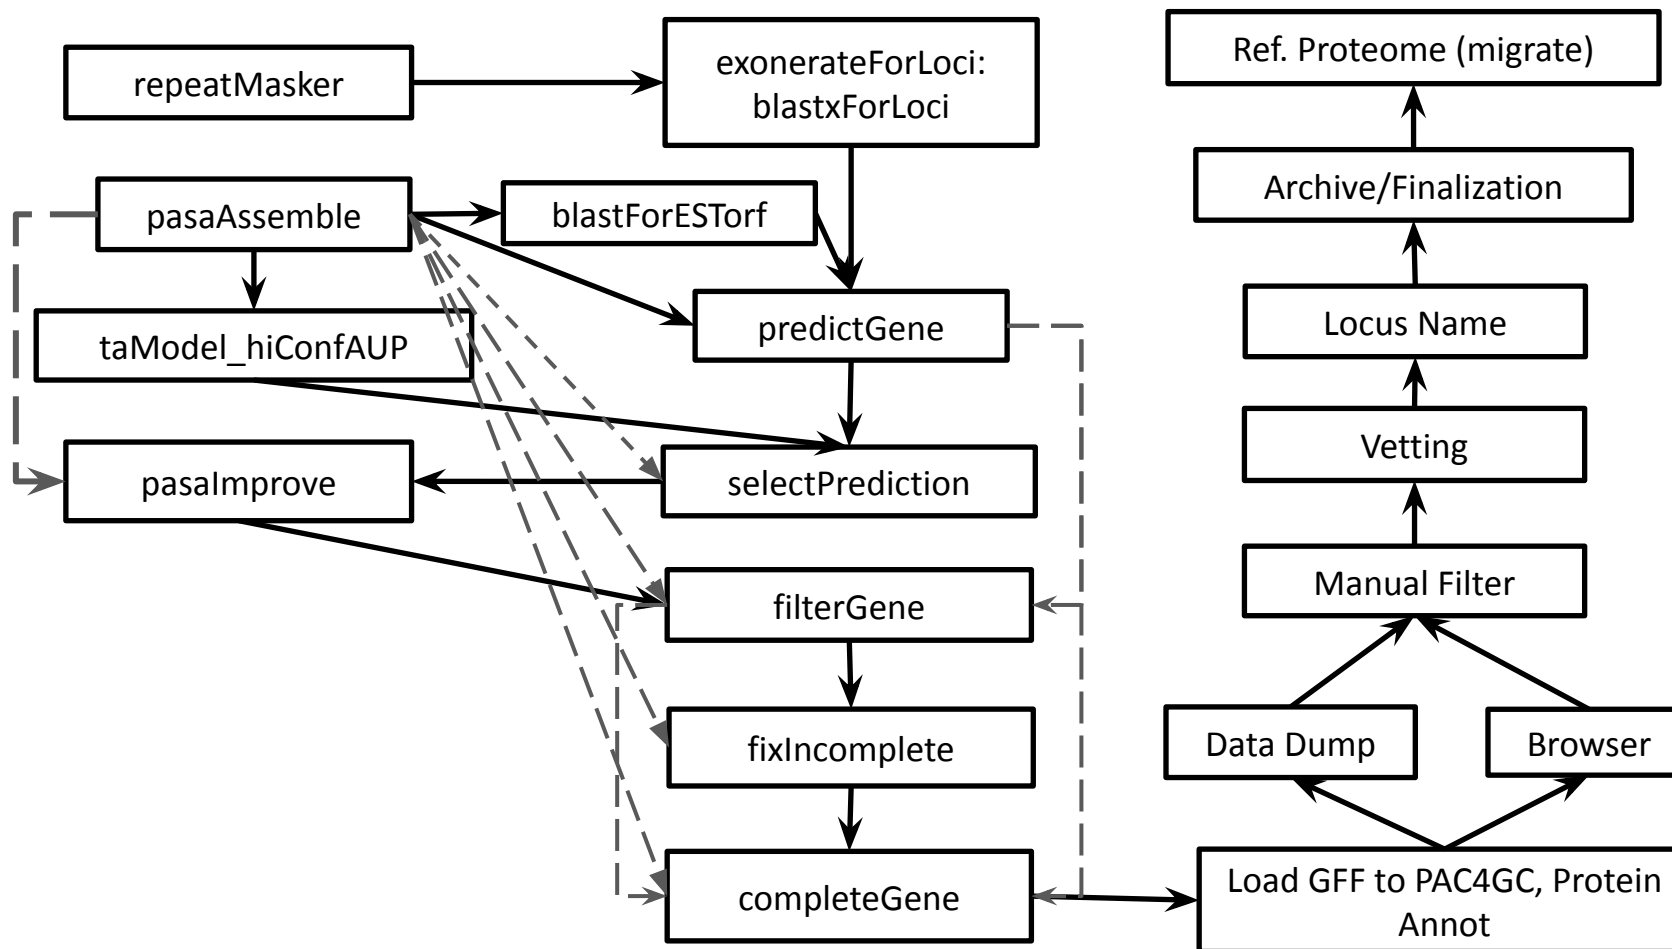 repeatMasker
exonerateForLoci:
blastxForLoci
pasaAssemble
blastForESTorf
taModel_hiConfAUP
predictGene
pasaImprove
selectPrediction
filterGene
fixIncomplete
completeGene
Ref. Proteome (migrate)
Archive/Finalization
Locus Name
Vetting
Manual Filter
Data Dump
Browser
Load GFF to PAC4GC, Protein
Annot